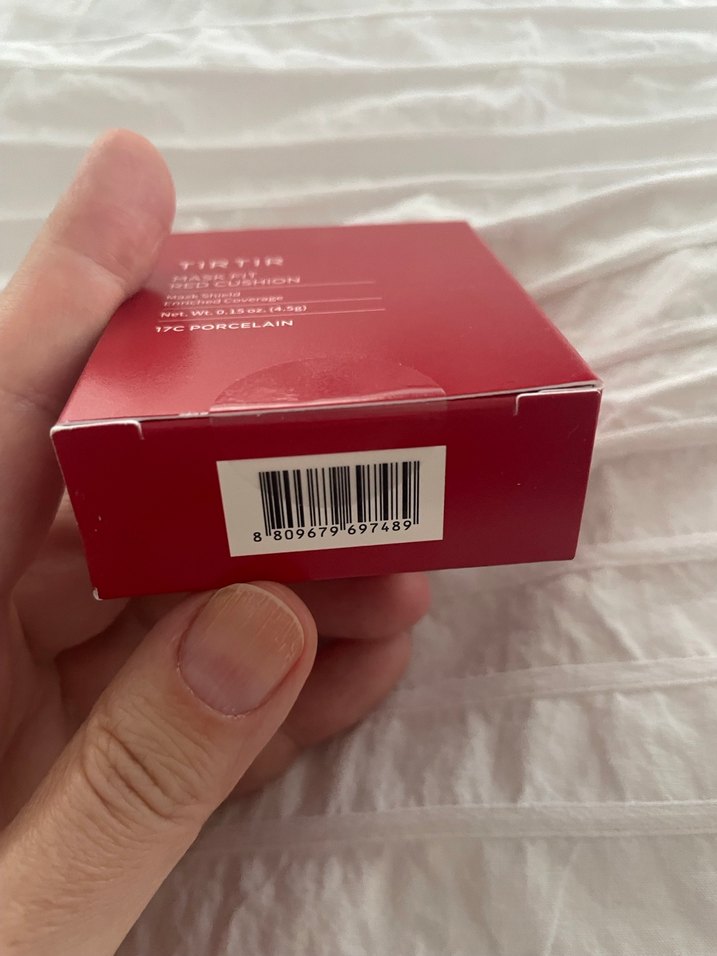 TIRTIR
MASK FIT
RED CUSHION
Mask Shield
Enriched Coverage
Net. Wt. 0.15 oz. (4.5g)
17C PORCELAIN
8 809679 697489